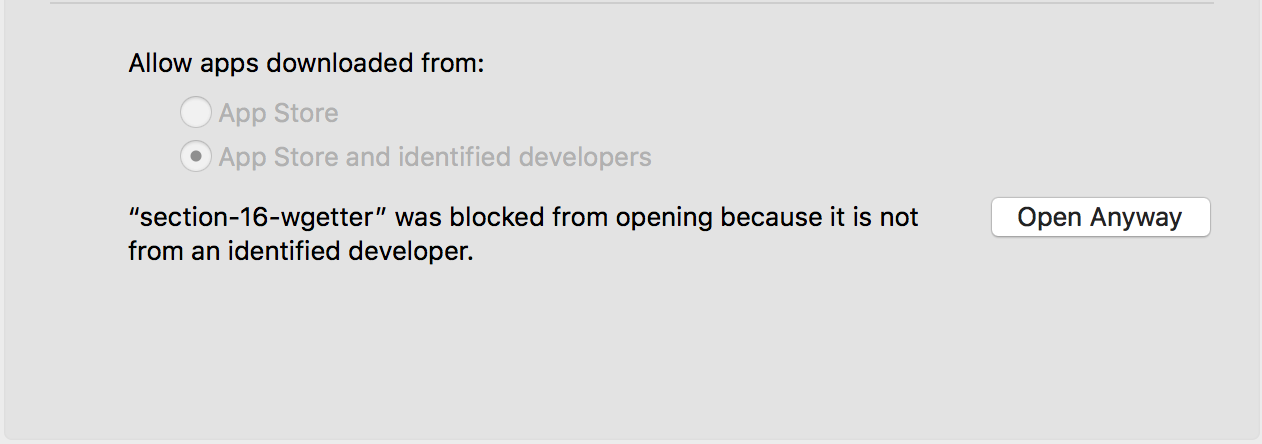 Allow apps downloaded from:
App Store
App Store and identified developers
“section-16-wgetter” was blocked from opening because it is not
from an identified developer.
Open Anyway